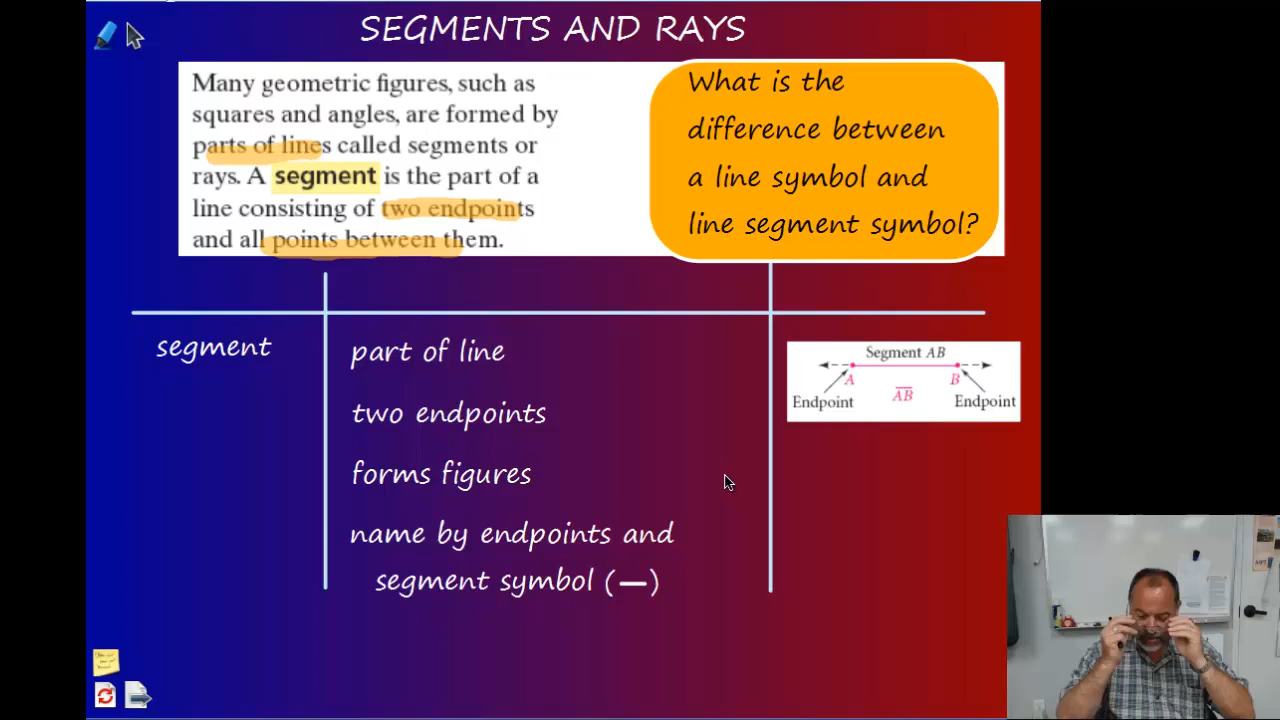 SEGMENTS AND RAYS
Many geometric figures, such as
squares and angles, are formed by
parts of lines called segments or
rays. A segment is the part of a
line consisting of two endpoints
and all points between them.
What is the
difference between
a line symbol and
line segment symbol?
segment
part of line
two endpoints
forms figures
name by endpoints and
segment symbol (—)
Segment AB
A B
Endpoint AB Endpoint